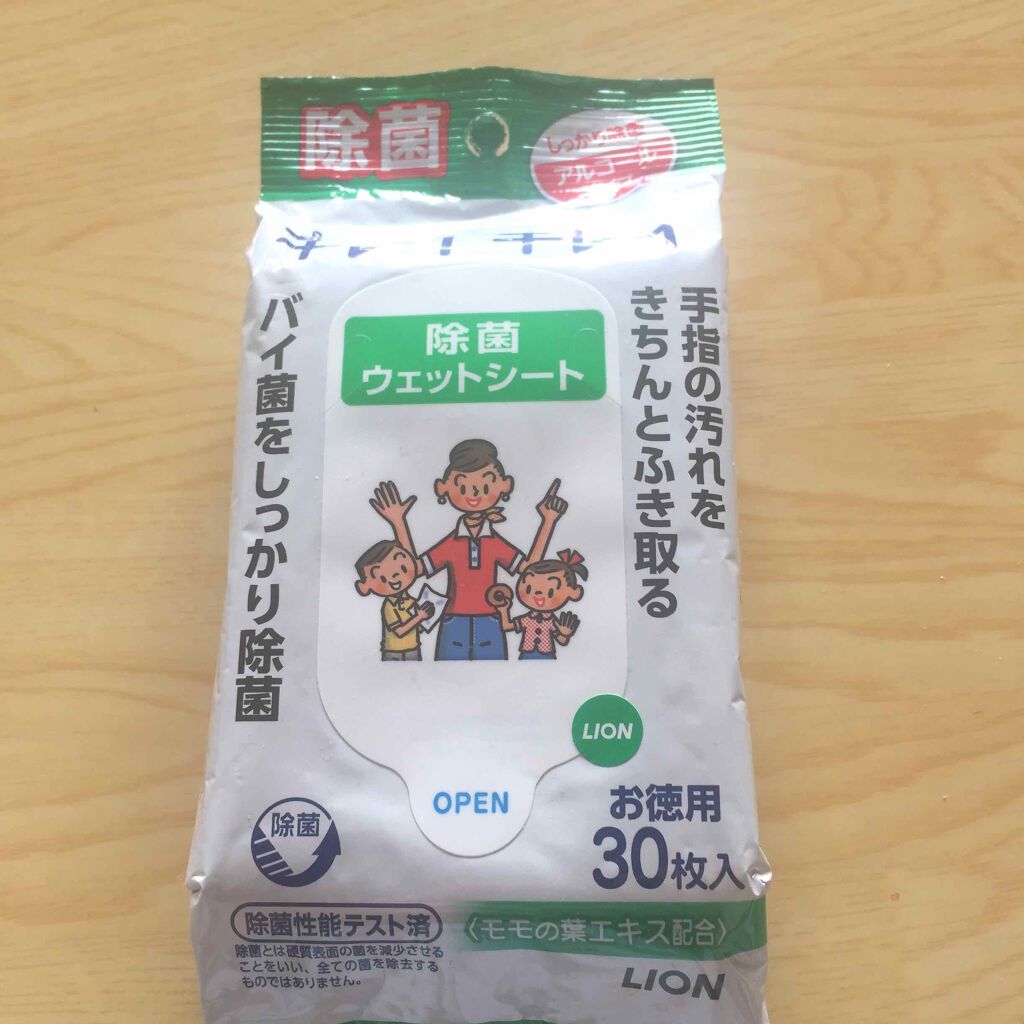 除菌
しっかり除菌
アルコール
キレイキレイ
除菌
ウェットシート
手指の汚れを
きちんとふき取る
バイ菌をしっかり除菌
LION
OPEN
お徳用
30枚入
除菌
除菌性能テスト済
〈モモの葉エキス配合〉
除菌とは硬質表面の菌を減少させる
ことをいい、全ての菌を除去する
ものではありません。
LION